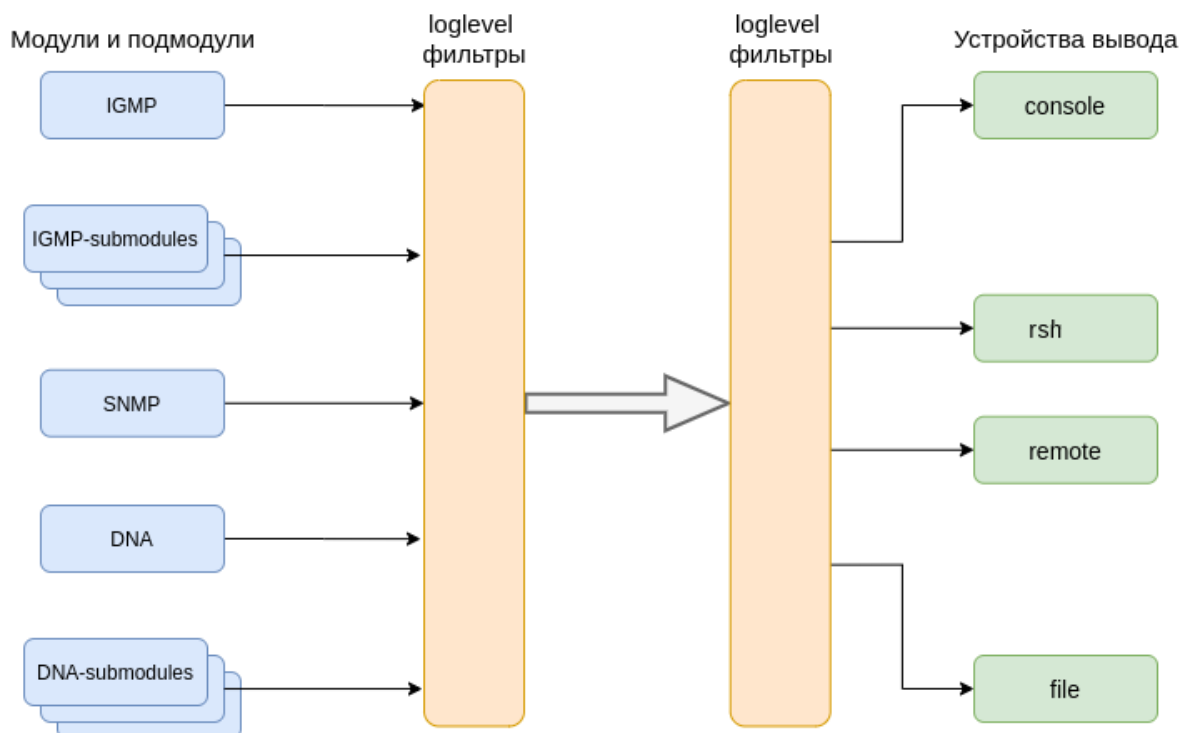 Модули и подмодули
loglevel
фильтры
loglevel
фильтры
Устройства вывода
IGMP
console
IGMP-submodules
rsh
SNMP
remote
DNA
DNA-submodules
file